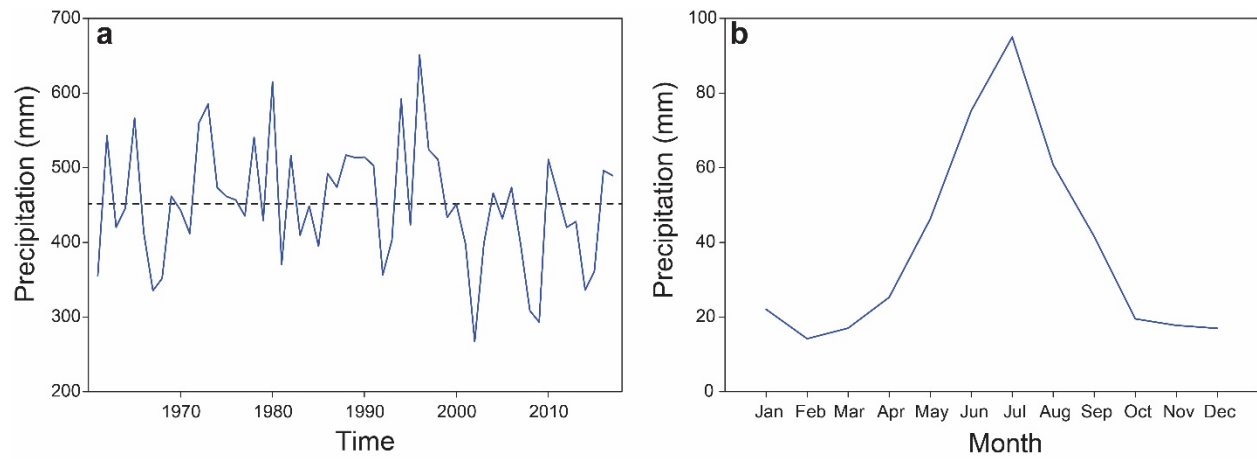 a
Precipitation (mm)
700
600
500
400
300
200
1970 1980 1990 2000 2010
Time
b
Precipitation (mm)
100
80
60
40
20
0
Jan Feb Mar Apr May Jun Jul Aug Sep Oct Nov Dec
Month